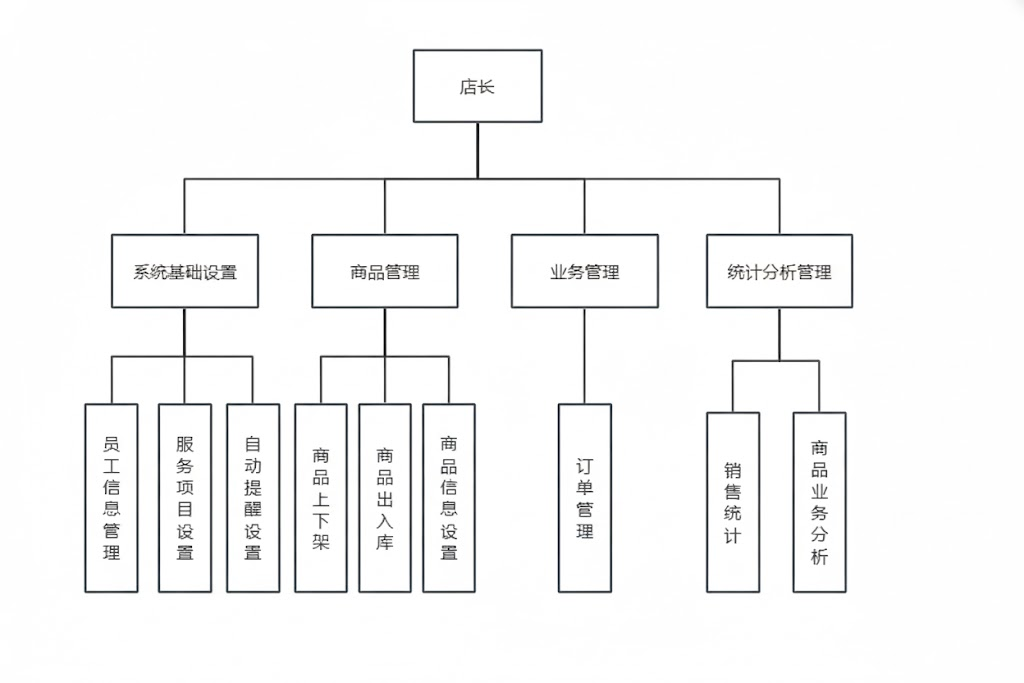 店长
系统基础设置
商品管理
业务管理
统计分析管理
员工信息管理
服务项目设置
自动提醒设置
商品上下架
商品出入库
商品信息设置
订单管理
销售统计
商品业务分析